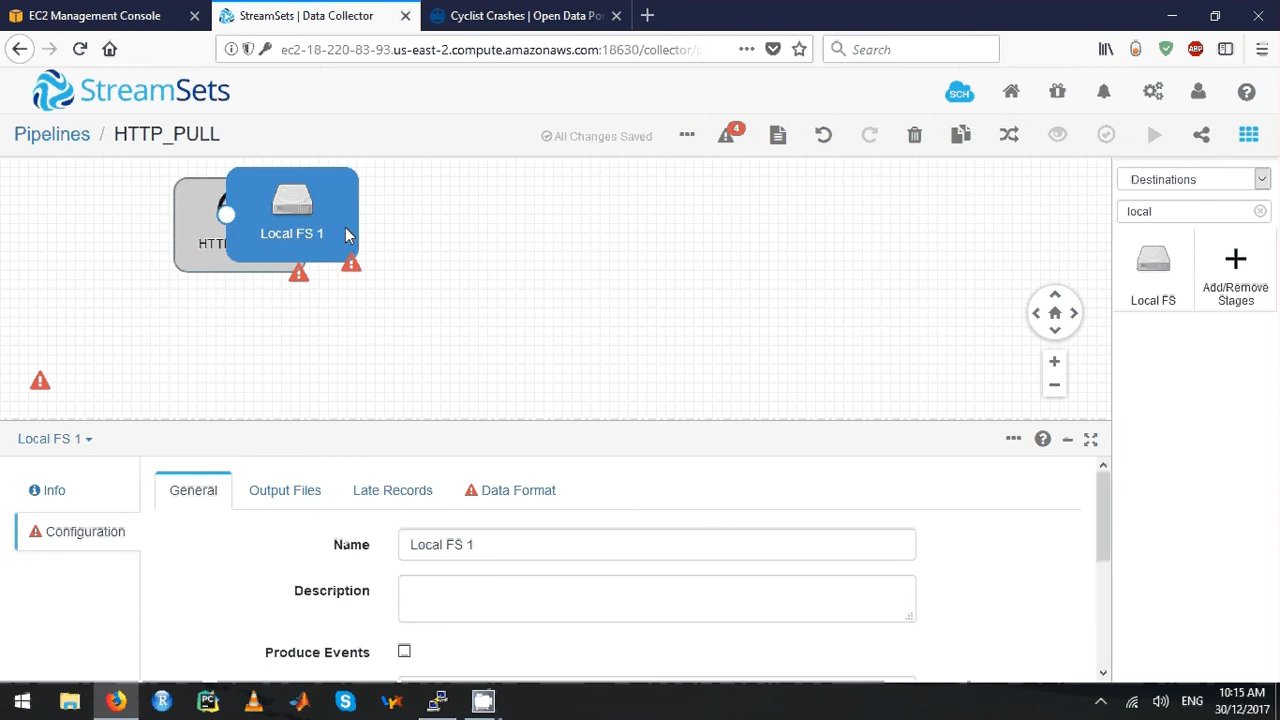 EC2 Management Console
StreamSets | Data Collector
Cyclist Crashes | Open Data Po
ec2-18-220-83-93.us-east-2.compute.amazonaws.com:18630/collector/
Search
ABP
StreamSets
SCH
Pipelines / HTTP_PULL
All Changes Saved
4
Destinations
local
Local FS
Add/Remove
Stages
HTT
Local FS 1
Local FS 1
Info
Configuration
General
Output Files
Late Records
Data Format
Name
Local FS 1
Description
Produce Events
ENG
10:15 AM
30/12/2017